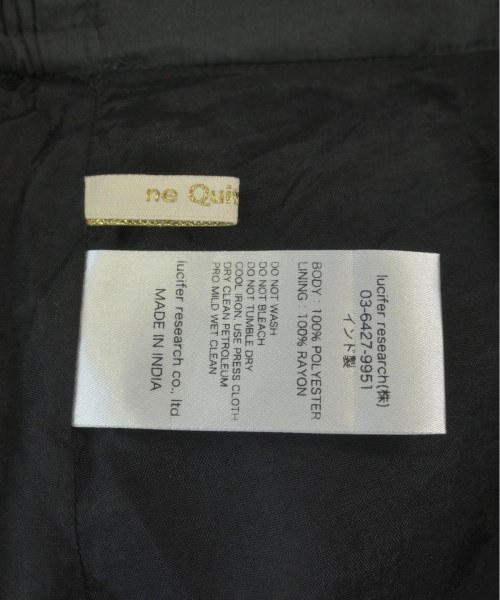 ne Qui
lucifer research(株)
03-6427-9951
インド製
BODY : 100% POLYESTER
LINING : 100% RAYON
DO NOT WASH
DO NOT BLEACH
DO NOT TUMBLE DRY
COOL IRON, USE PRESS CLOTH
DRY CLEAN PETROLEUM
PRO MILD WET CLEAN
lucifer research co., ltd
MADE IN INDIA